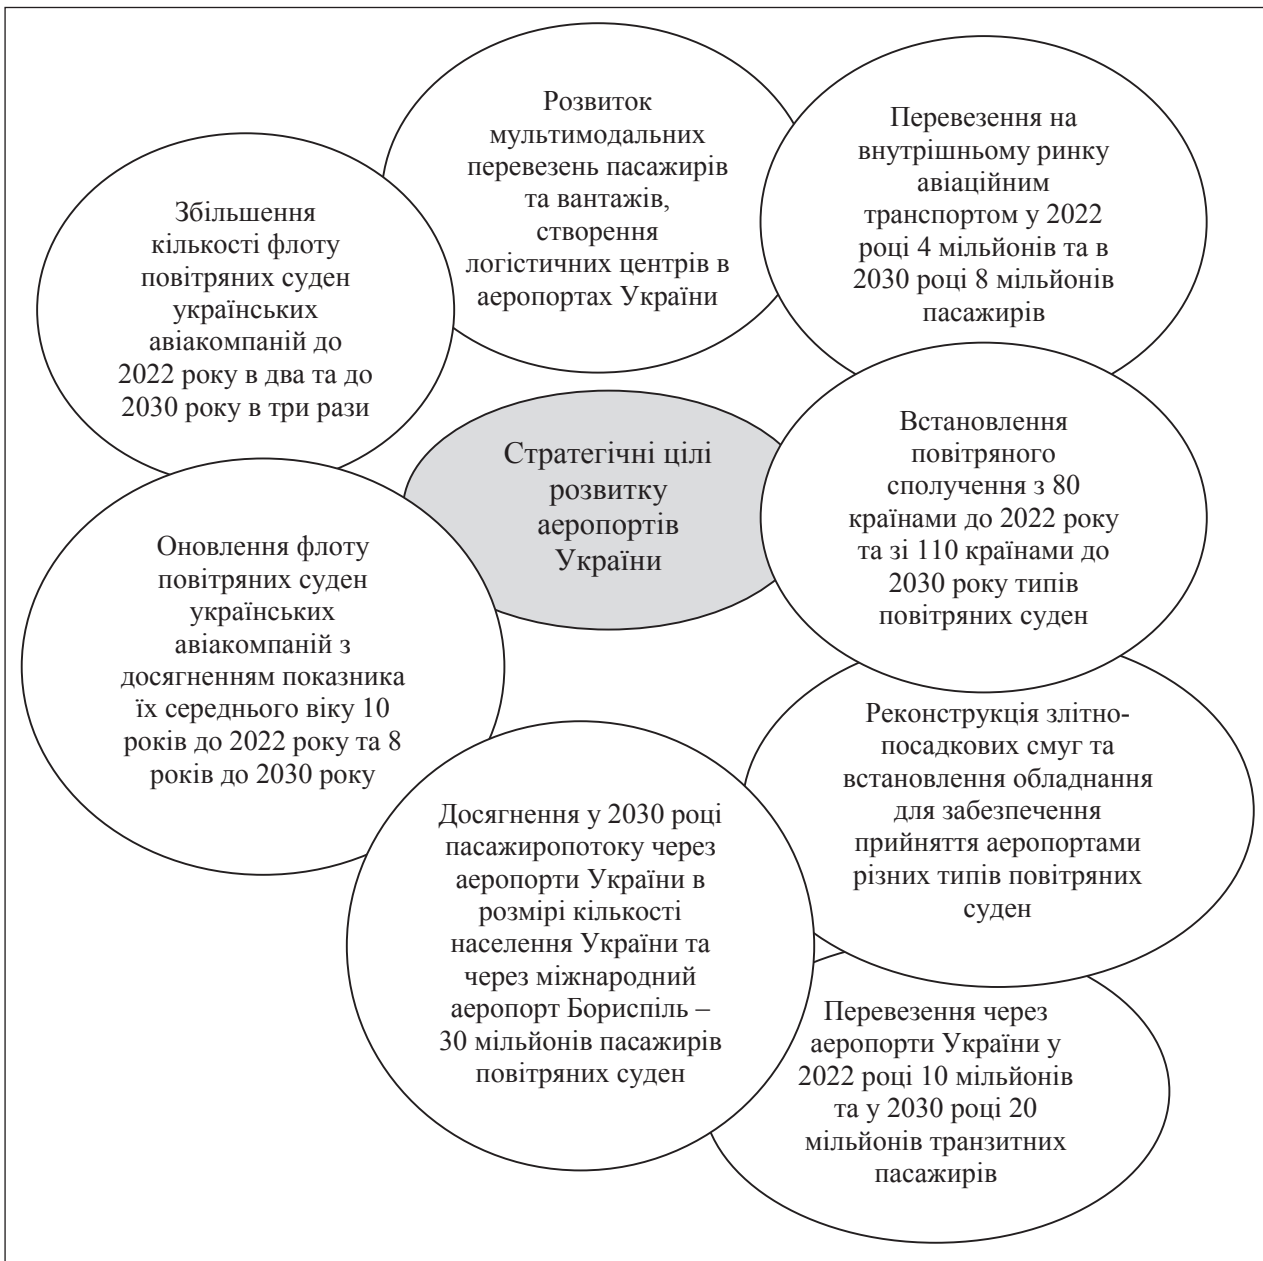 Розвиток
мультимодальних
перевезень пасажирів
та вантажів,
створення
логістичних центрів в
аеропортах України
Перевезення на
внутрішньому ринку
авіаційним
транспортом у 2022
році 4 мільйонів та в
2030 році 8 мільйонів
пасажирів
Збільшення
кількості флоту
повітряних суден
українських
авіакомпаній до
2022 року в два та до
2030 року в три рази
Стратегічні цілі
розвитку
аеропортів
України
Встановлення
повітряного
сполучення з 80
країнами до 2022 року
та зі 110 країнами до
2030 року типів
повітряних суден
Оновлення флоту
повітряних суден
українських
авіакомпаній з
досягненням показника
їх середнього віку 10
років до 2022 року та 8
років до 2030 року
Реконструкція злітно-
посадкових смуг та
встановлення обладнання
для забезпечення
прийняття аеропортами
різних типів повітряних
суден
Досягнення у 2030 році
пасажиропотоку через
аеропорти України в
розмірі кількості
населення України та
через міжнародний
аеропорт Бориспіль –
30 мільйонів пасажирів
повітряних суден
Перевезення через
аеропорти України у
2022 році 10 мільйонів
та у 2030 році 20
мільйонів транзитних
пасажирів